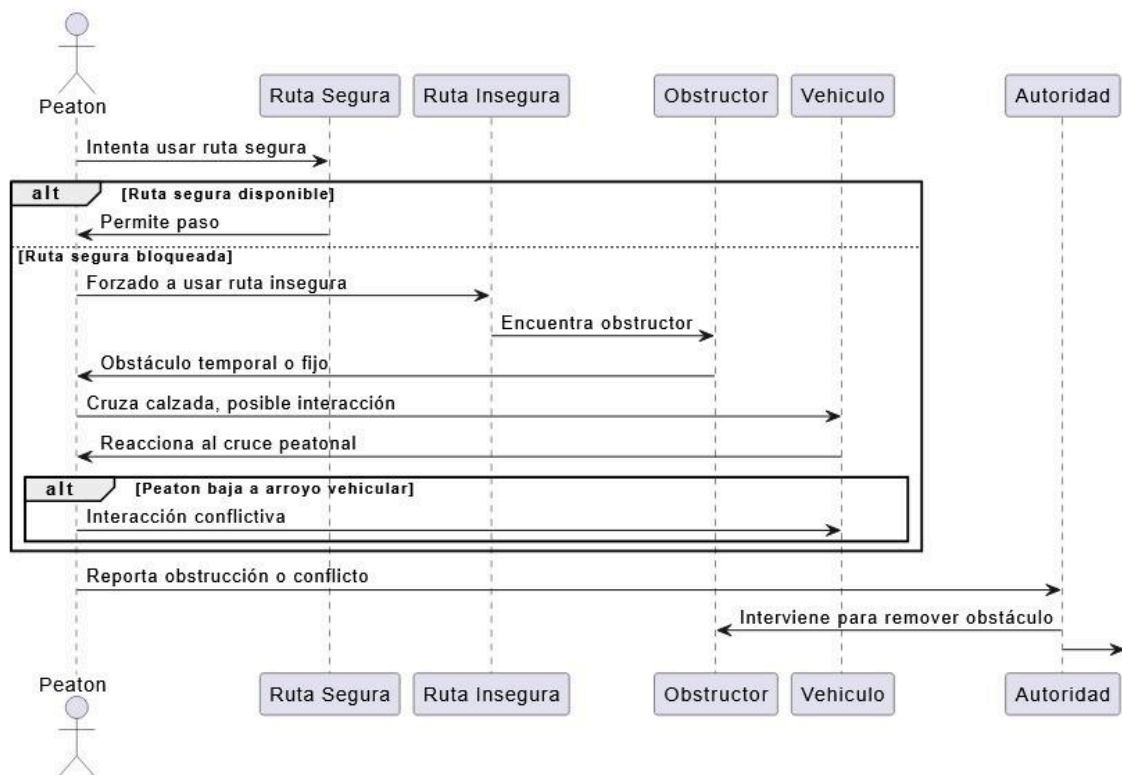 Peaton
Ruta Segura
Ruta Insegura
Obstructor
Vehiculo
Autoridad
Intenta usar ruta segura
alt
[Ruta segura disponible]
Permite paso
[Ruta segura bloqueada]
Forzado a usar ruta insegura
Encuentra obstructor
Obstáculo temporal o fijo
Cruza calzada, posible interacción
Reacciona al cruce peatonal
alt
[Peaton baja a arroyo vehicular]
Interacción conflictiva
Reporta obstrucción o conflicto
Interviene para remover obstáculo
Peaton
Ruta Segura
Ruta Insegura
Obstructor
Vehiculo
Autoridad